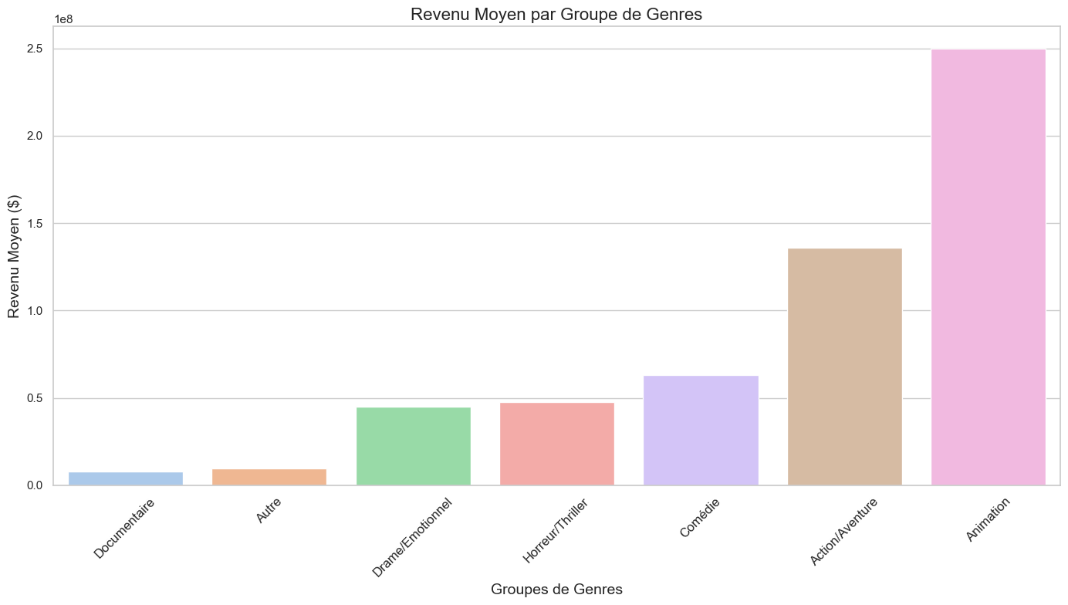 Revenu Moyen par Groupe de Genres
1e8
2.5
2.0
1.5
1.0
0.5
0.0
Revenu Moyen ($)
Documentaire
Autre
Drame/Emotionnel
Horreur/Thriller
Comédie
Action/Aventure
Animation
Groupes de Genres